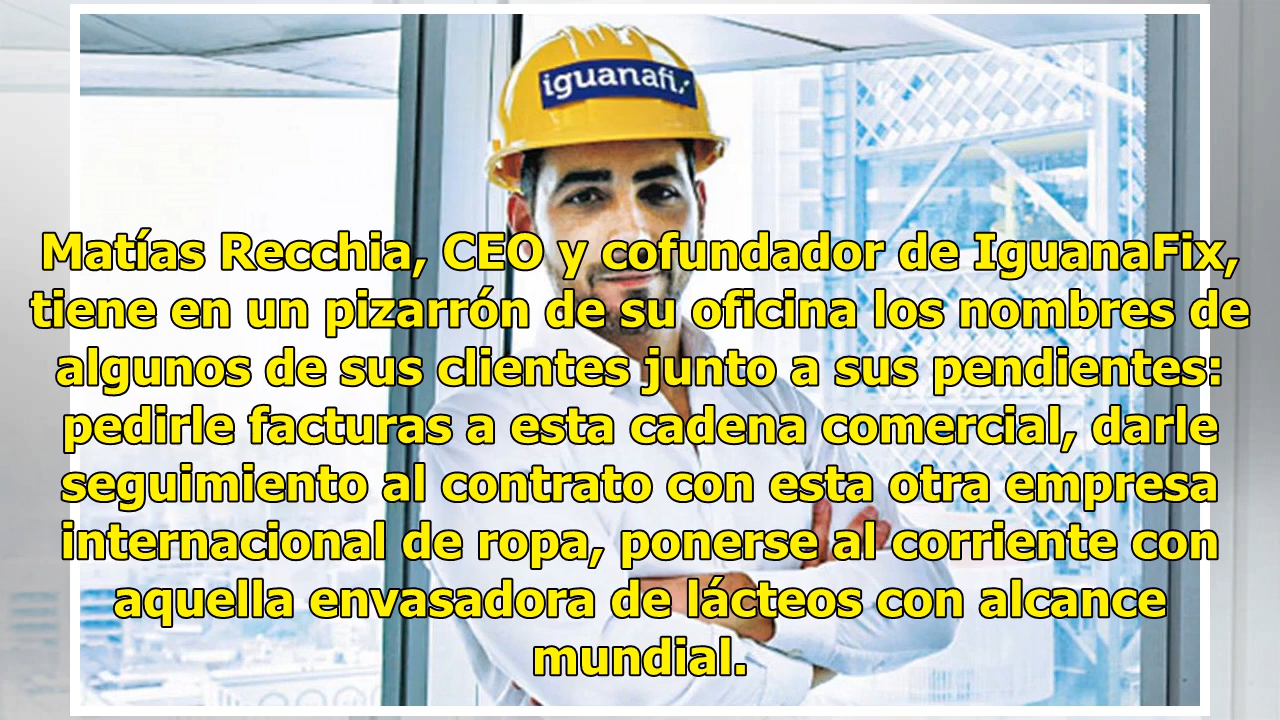 iguanafix
Matías Recchia, CEO y cofundador de IguanaFix,
tiene en un pizarrón de su oficina los nombres de
algunos de sus clientes junto a sus pendientes:
pedirle facturas a esta cadena comercial, darle
seguimiento al contrato con esta otra empresa
internacional de ropa, ponerse al corriente con
aquella envasadora de lácteos con alcance
mundial.